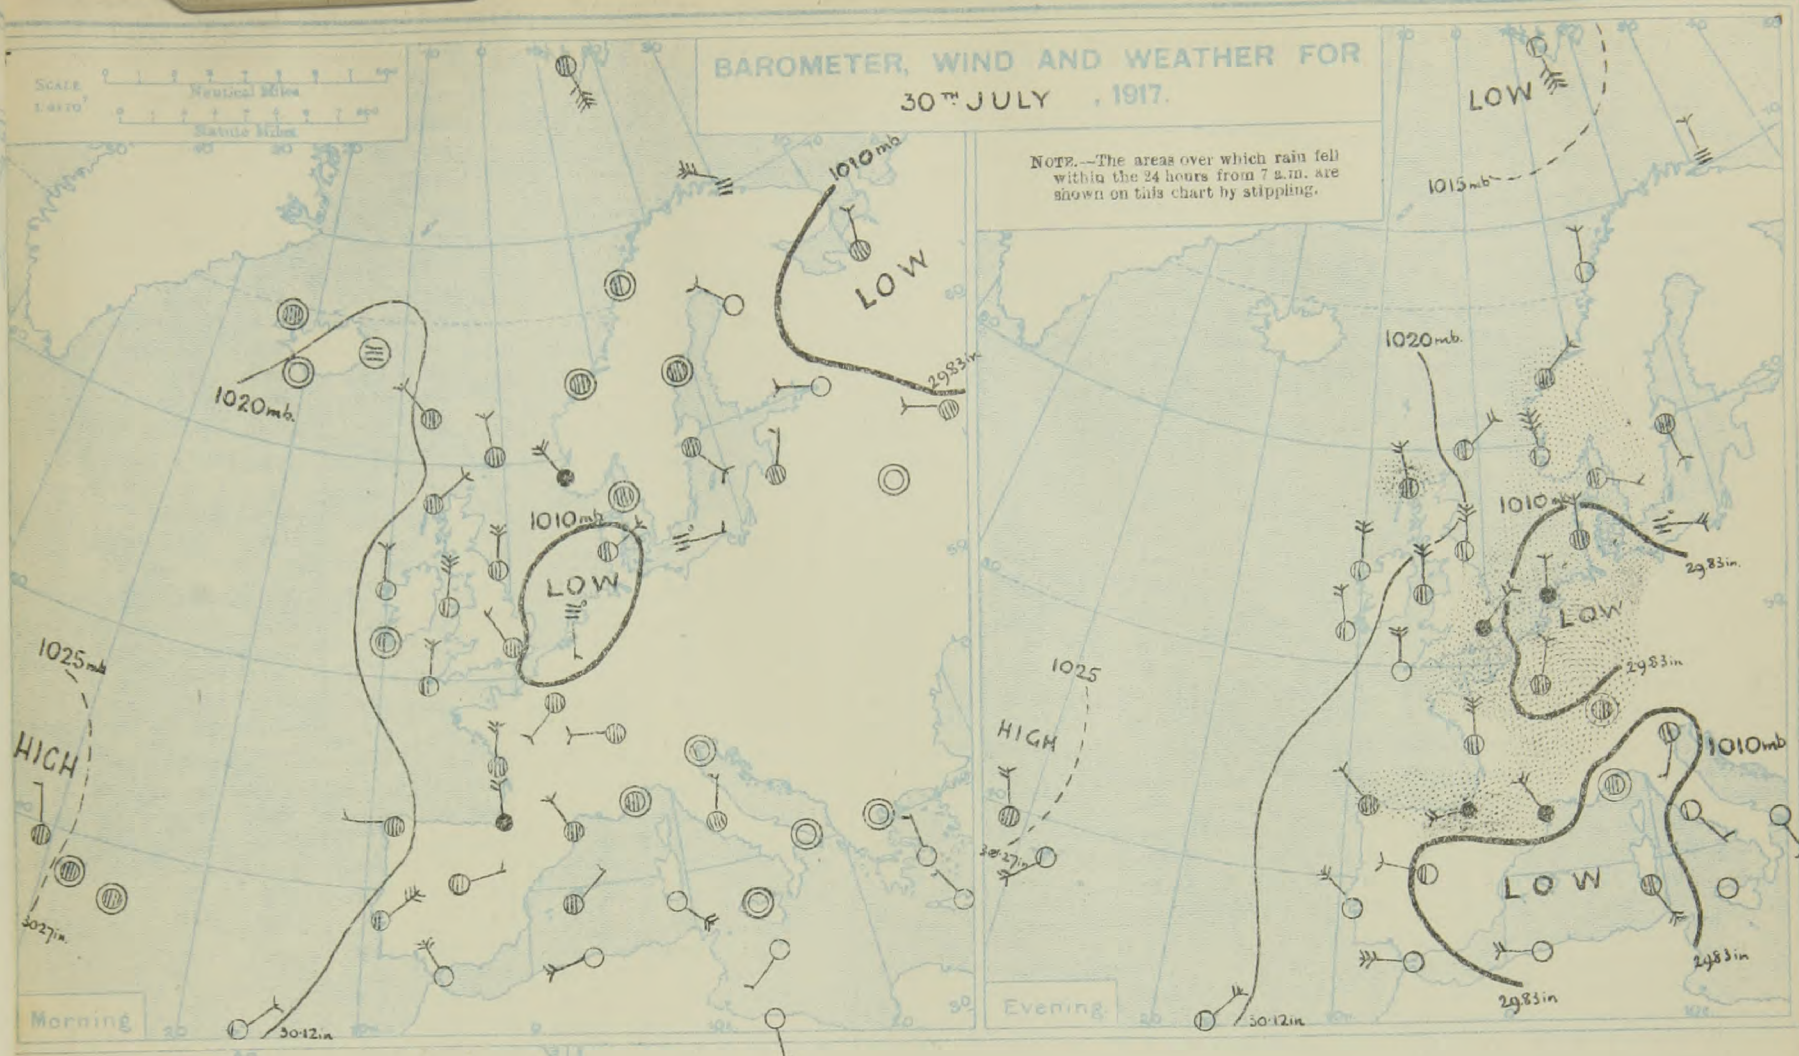 BAROMETER, WIND AND WEATHER FOR
30TH JULY , 1917.
SCALE
Nautical Miles
Statute Miles
NOTE.—The areas over which rain fell
within the 24 hours from 7 a.m. are
shown on this chart by stippling.
1010mb
LOW
29.83in
1020mb.
1010mb
LOW
1025mb
HIGH
30.27in.
30.12in
Morning
LOW
1015mb
1020mb.
1010m
29.83in.
LOW
29.83in
1025
HIGH
30.27in
1010mb
LOW
29.83in
29.83in
30.12in
Evening